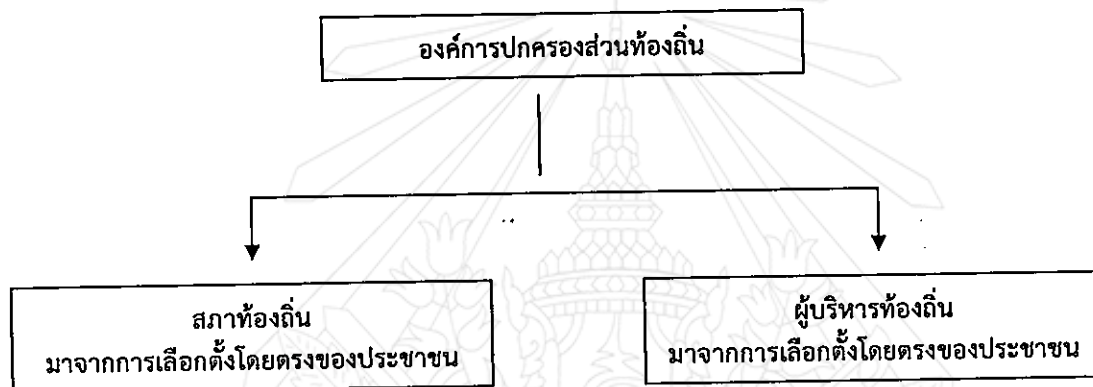 องค์การปกครองส่วนท้องถิ่น
สภาท้องถิ่น
มาจากการเลือกตั้งโดยตรงของประชาชน
ผู้บริหารท้องถิ่น
มาจากการเลือกตั้งโดยตรงของประชาชน